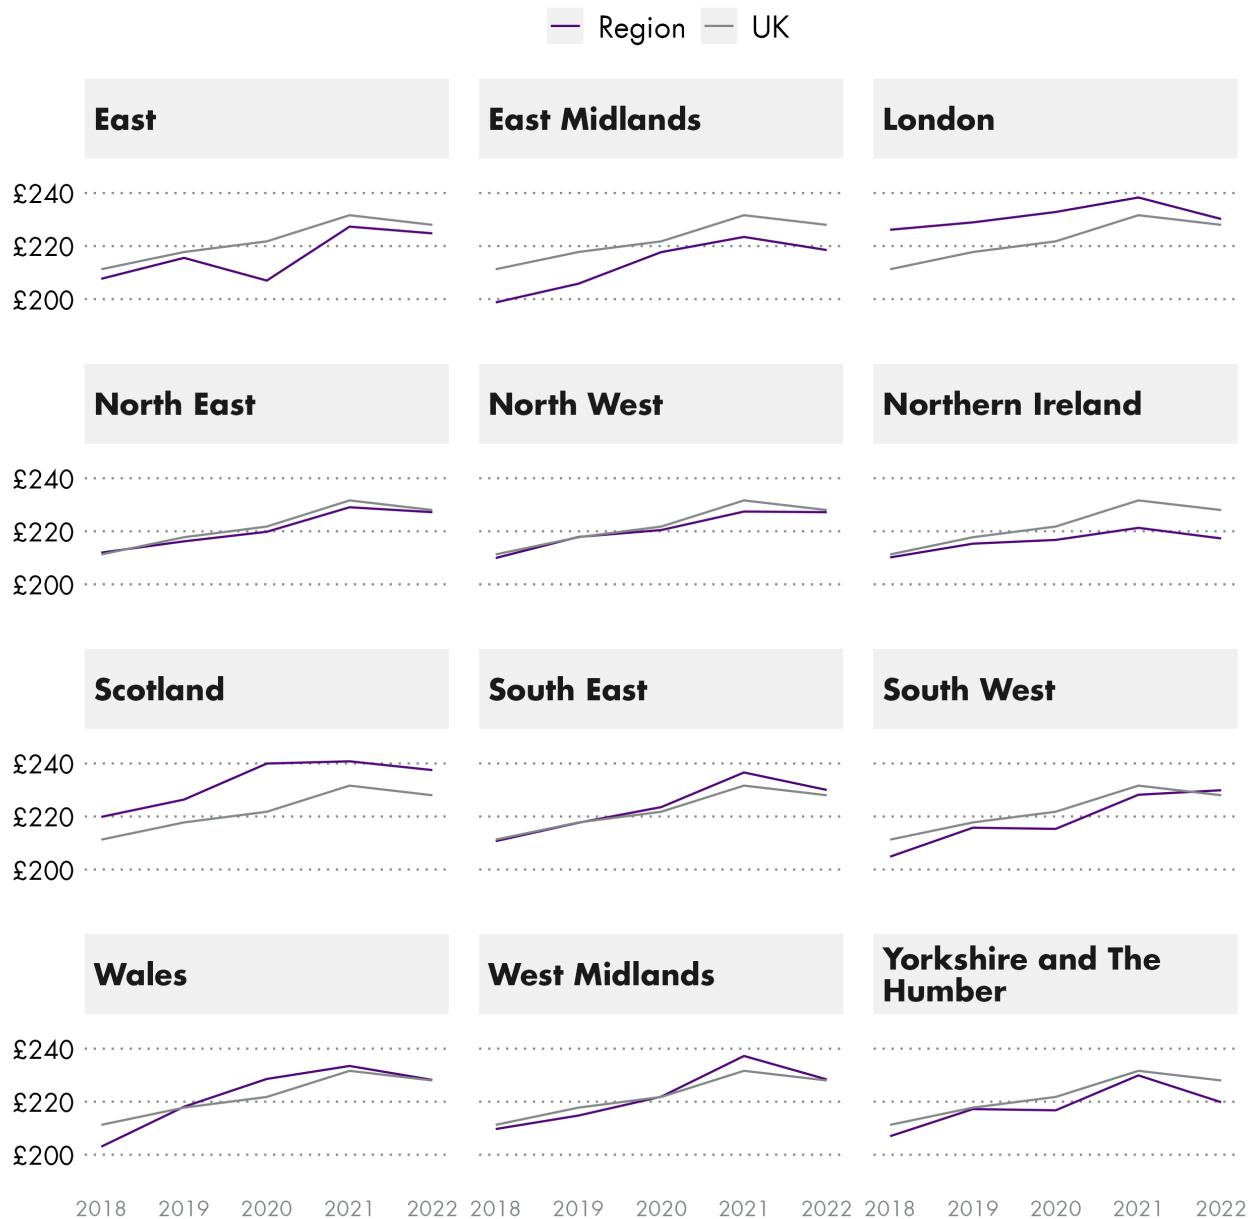 Region UK
East East Midlands London
£240
£220
£200
North East North West Northern Ireland
£240
£220
£200
Scotland South East South West
£240
£220
£200
Wales West Midlands Yorkshire and The
Humber
£240
£220
£200
2018 2019 2020 2021 2022 2018 2019 2020 2021 2022 2018 2019 2020 2021 2022